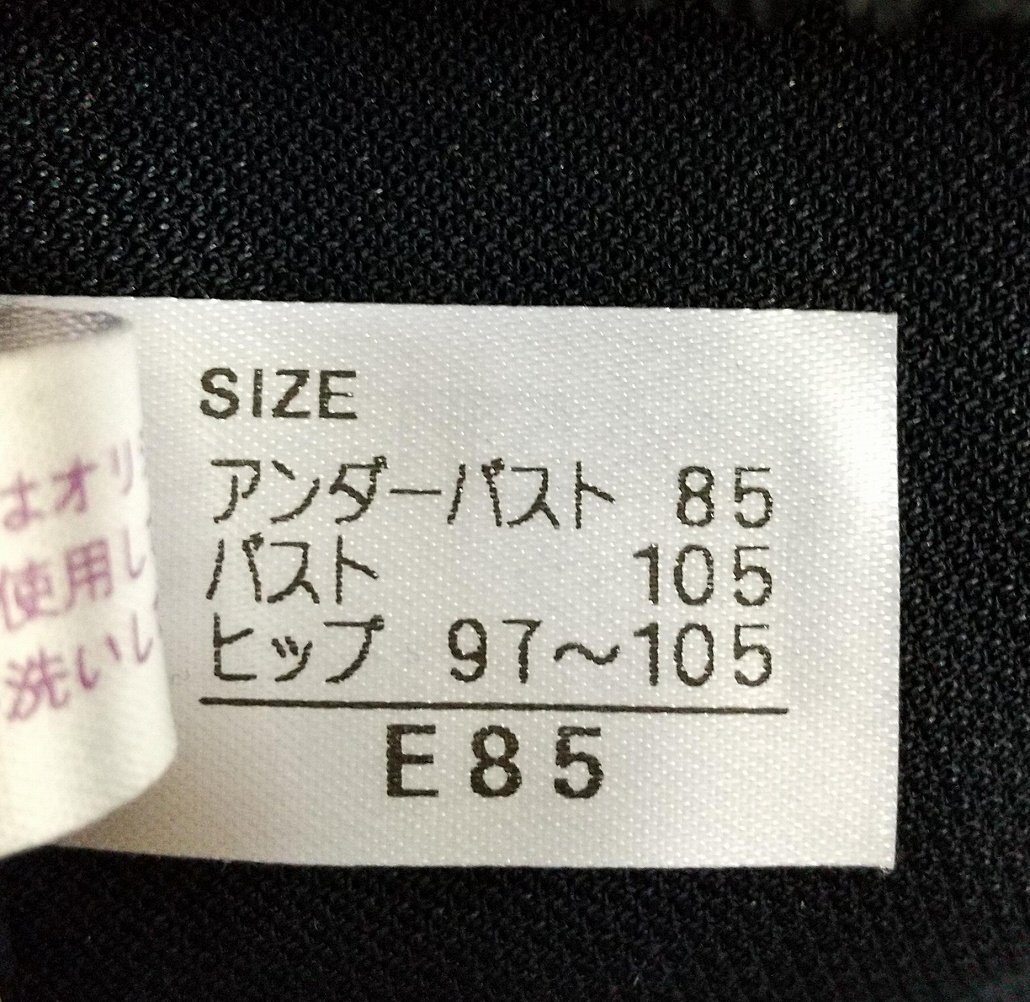 SIZE
アンダーバスト 85
バスト 105
ヒップ 97～105
E85
はオリ
使用し
洗いし